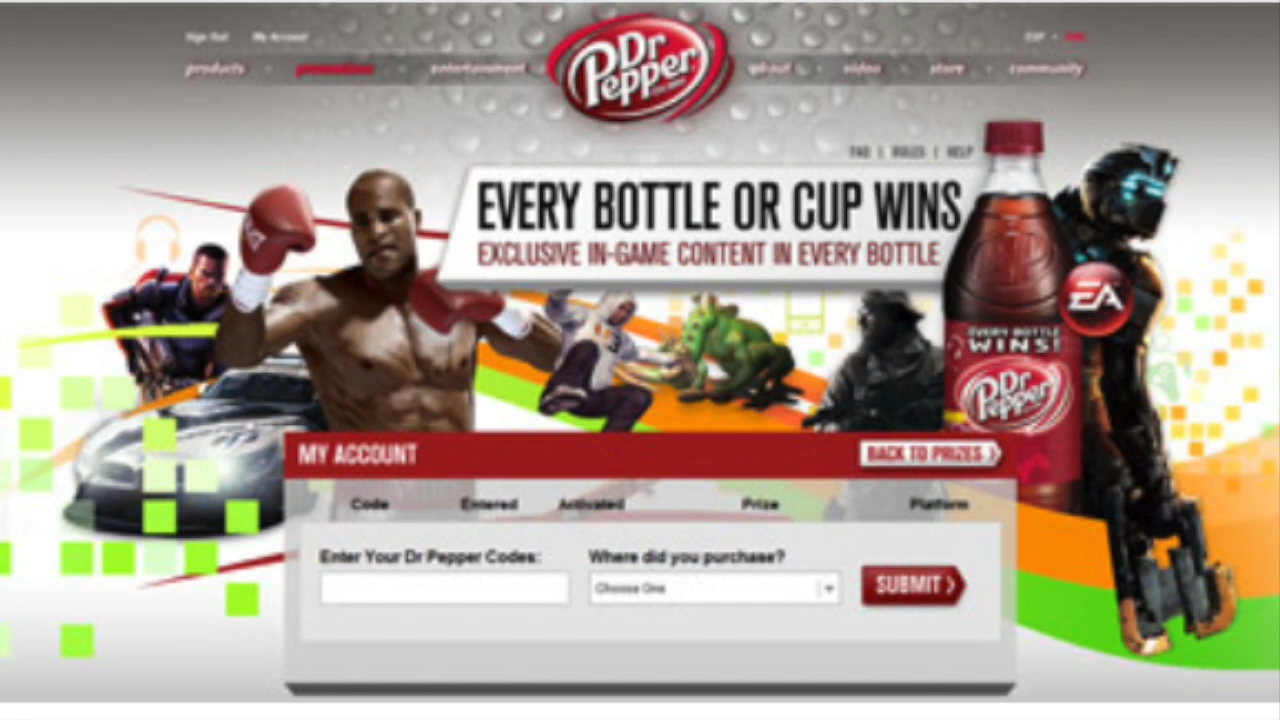 Sign Out My Account
products promotions entertainment about video store community
Dr Pepper
FAQ | RULES | HELP
EVERY BOTTLE OR CUP WINS
EXCLUSIVE IN-GAME CONTENT IN EVERY BOTTLE
EA
EVERY BOTTLE
WINS!
Dr Pepper
MY ACCOUNT BACK TO PRIZES
Code Entered Activated Prize Platform
Enter Your Dr Pepper Codes: Where did you purchase?
Choose One SUBMIT